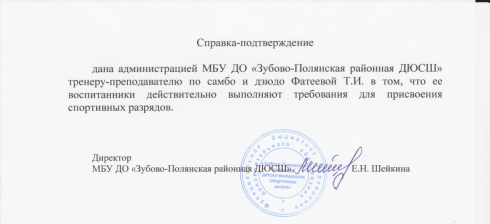 Справка-подтверждение
дана администрацией МБУ ДО «Зубово-Полянская районная ДЮСШ»
тренеру-преподавателю по самбо и дзюдо Фатеевой Т.И. в том, что ее
воспитанники действительно выполняют требования для присвоения
спортивных разрядов.
Директор
МБУ ДО «Зубово-Полянская районная ДЮСШ» Е.Н. Шейкина